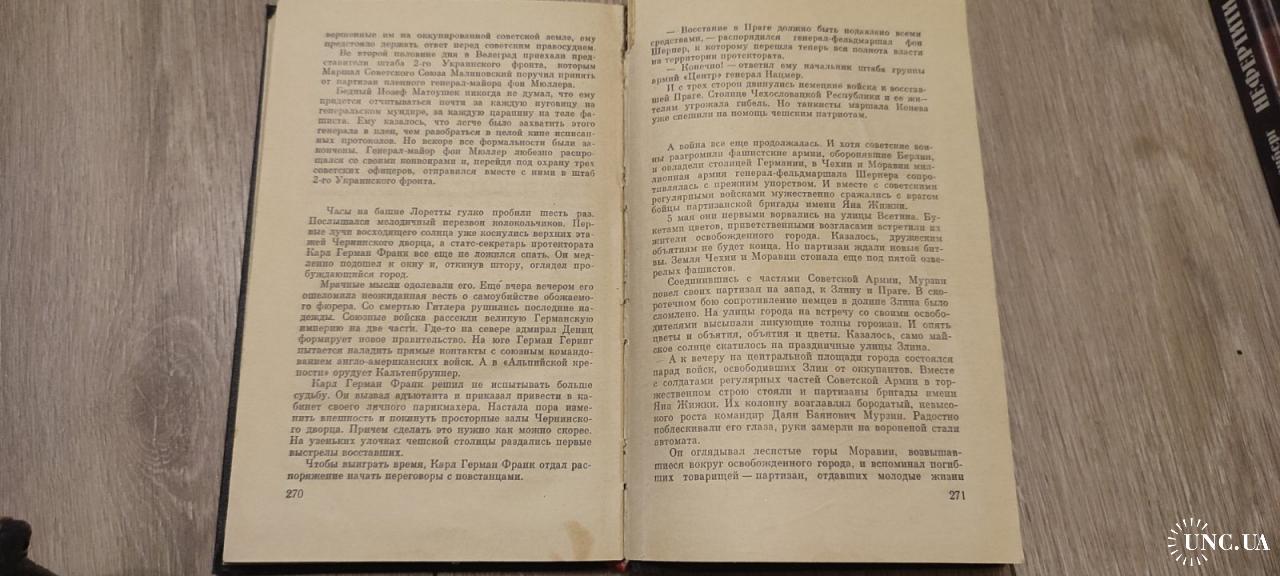 вершенные им на оккупированной советской земле, ему
предстояло держать ответ перед советским правосудием.
Во второй половине дня в Велеград приехали пред-
ставители штаба 2-го Украинского фронта, которым
Маршал Советского Союза Малиновский поручил принять
от партизан пленного генерал-майора фон Мюллера.
Бедный Иозеф Матоушек никогда не думал, что ему
придется отчитываться почти за каждую пуговицу на
генеральском мундире, за каждую царапину на теле фа-
шиста. Ему казалось, что легче было захватить этого
генерала в плен, чем разобраться в целой кипе исписан-
ных протоколов. Но вскоре все формальности были за-
кончены. Генерал-майор фон Мюллер любезно распро-
щался со своими конвоирами и, перейдя под охрану трех
советских офицеров, отправился вместе с ними в штаб
2-го Украинского фронта.
Часы на башне Лоретты гулко пробили шесть раз.
Послышался мелодичный перезвон колокольчиков. Пер-
вые лучи восходящего солнца уже коснулись верхних эта-
жей Чернинского дворца, а статс-секретарь протектората
Карл Герман Франк все еще не ложился спать. Он мед-
ленно подошел к окну и, откинув штору, оглядел про-
буждающийся город.
Мрачные мысли одолевали его. Ещё вчера вечером его
ошеломила неожиданная весть о самоубийстве обожаемо-
го фюрера. Со смертью Гитлера рушились последние на-
дежды. Союзные войска рассекли великую Германскую
империю на две части. Где-то на севере адмирал Дениц
формирует новое правительство. На юге Герман Геринг
пытается наладить прямые контакты с союзным командо-
ванием англо-американских войск. А в «Альпийской кре-
пости» орудует Кальтенбруннер.
Карл Герман Франк решил не испытывать больше
судьбу. Он вызвал адъютанта и приказал привести в ка-
бинет своего личного парикмахера. Настала пора изме-
нить внешность и покинуть просторные залы Чернинско-
го дворца. Причем сделать это нужно как можно скорее.
На узеньких улочках чешской столицы раздались первые
выстрелы восставших.
Чтобы выиграть время, Карл Герман Франк отдал рас-
поряжение начать переговоры с повстанцами.
270
— Восстание в Праге должно быть подавлено всеми
средствами, — распорядился генерал-фельдмаршал фон
Шернер, к которому перешла теперь вся полнота власти
на территории протектората.
— Конечно! — ответил ему начальник штаба группы
армий «Центр» генерал Нацмер.
И с трех сторон двинулись немецкие войска к восстав-
шей Праге. Столице Чехословацкой Республики и ее жи-
телям угрожала гибель. Но танкисты маршала Конева
уже спешили на помощь чешским патриотам.
А война все еще продолжалась. И хотя советские вои-
ны разгромили фашистские армии, оборонявшие Берлин,
и овладели столицей Германии, в Чехии и Моравии мил-
лионная армия генерал-фельдмаршала Шернера сопро-
тивлялась с прежним упорством. И вместе с советскими
регулярными войсками мужественно сражались с врагом
бойцы партизанской бригады имени Яна Жижки.
5 мая они первыми ворвались на улицы Всетина. Бу-
кетами цветов, приветственными возгласами встретили их
жители освобожденного города. Казалось, дружеским
объятиям не будет конца. Но партизан ждали новые бит-
вы. Земля Чехии и Моравии стонала еще под пятой озве-
релых фашистов.
Соединившись с частями Советской Армии, Мурзин
повел своих партизан на запад, к Злину и Праге. В ско-
ротечном бою сопротивление немцев в долине Злина было
сломлено. На улицы города на встречу со своими освобо-
дителями высыпали ликующие толпы горожан. И опять
цветы и объятия, объятия и цветы. Казалось, само май-
ское солнце скатилось на праздничные улицы Злина.
А к вечеру на центральной площади города состоялся
парад войск, освободивших Злин от оккупантов. Вместе
с солдатами регулярных частей Советской Армии в тор-
жественном строю стояли и партизаны бригады имени
Яна Жижки. Их колонну возглавлял бородатый, невысо-
кого роста командир Даян Баянович Мурзин. Радостно
поблескивали его глаза, руки замерли на вороненой стали
автомата.
Он оглядывал лесистые горы Моравии, возвышав-
шиеся вокруг освобожденного города, и вспоминал погиб-
ших товарищей — партизан, отдавших молодые жизни
271
НЕФЕРТИТИ
UNC.UA